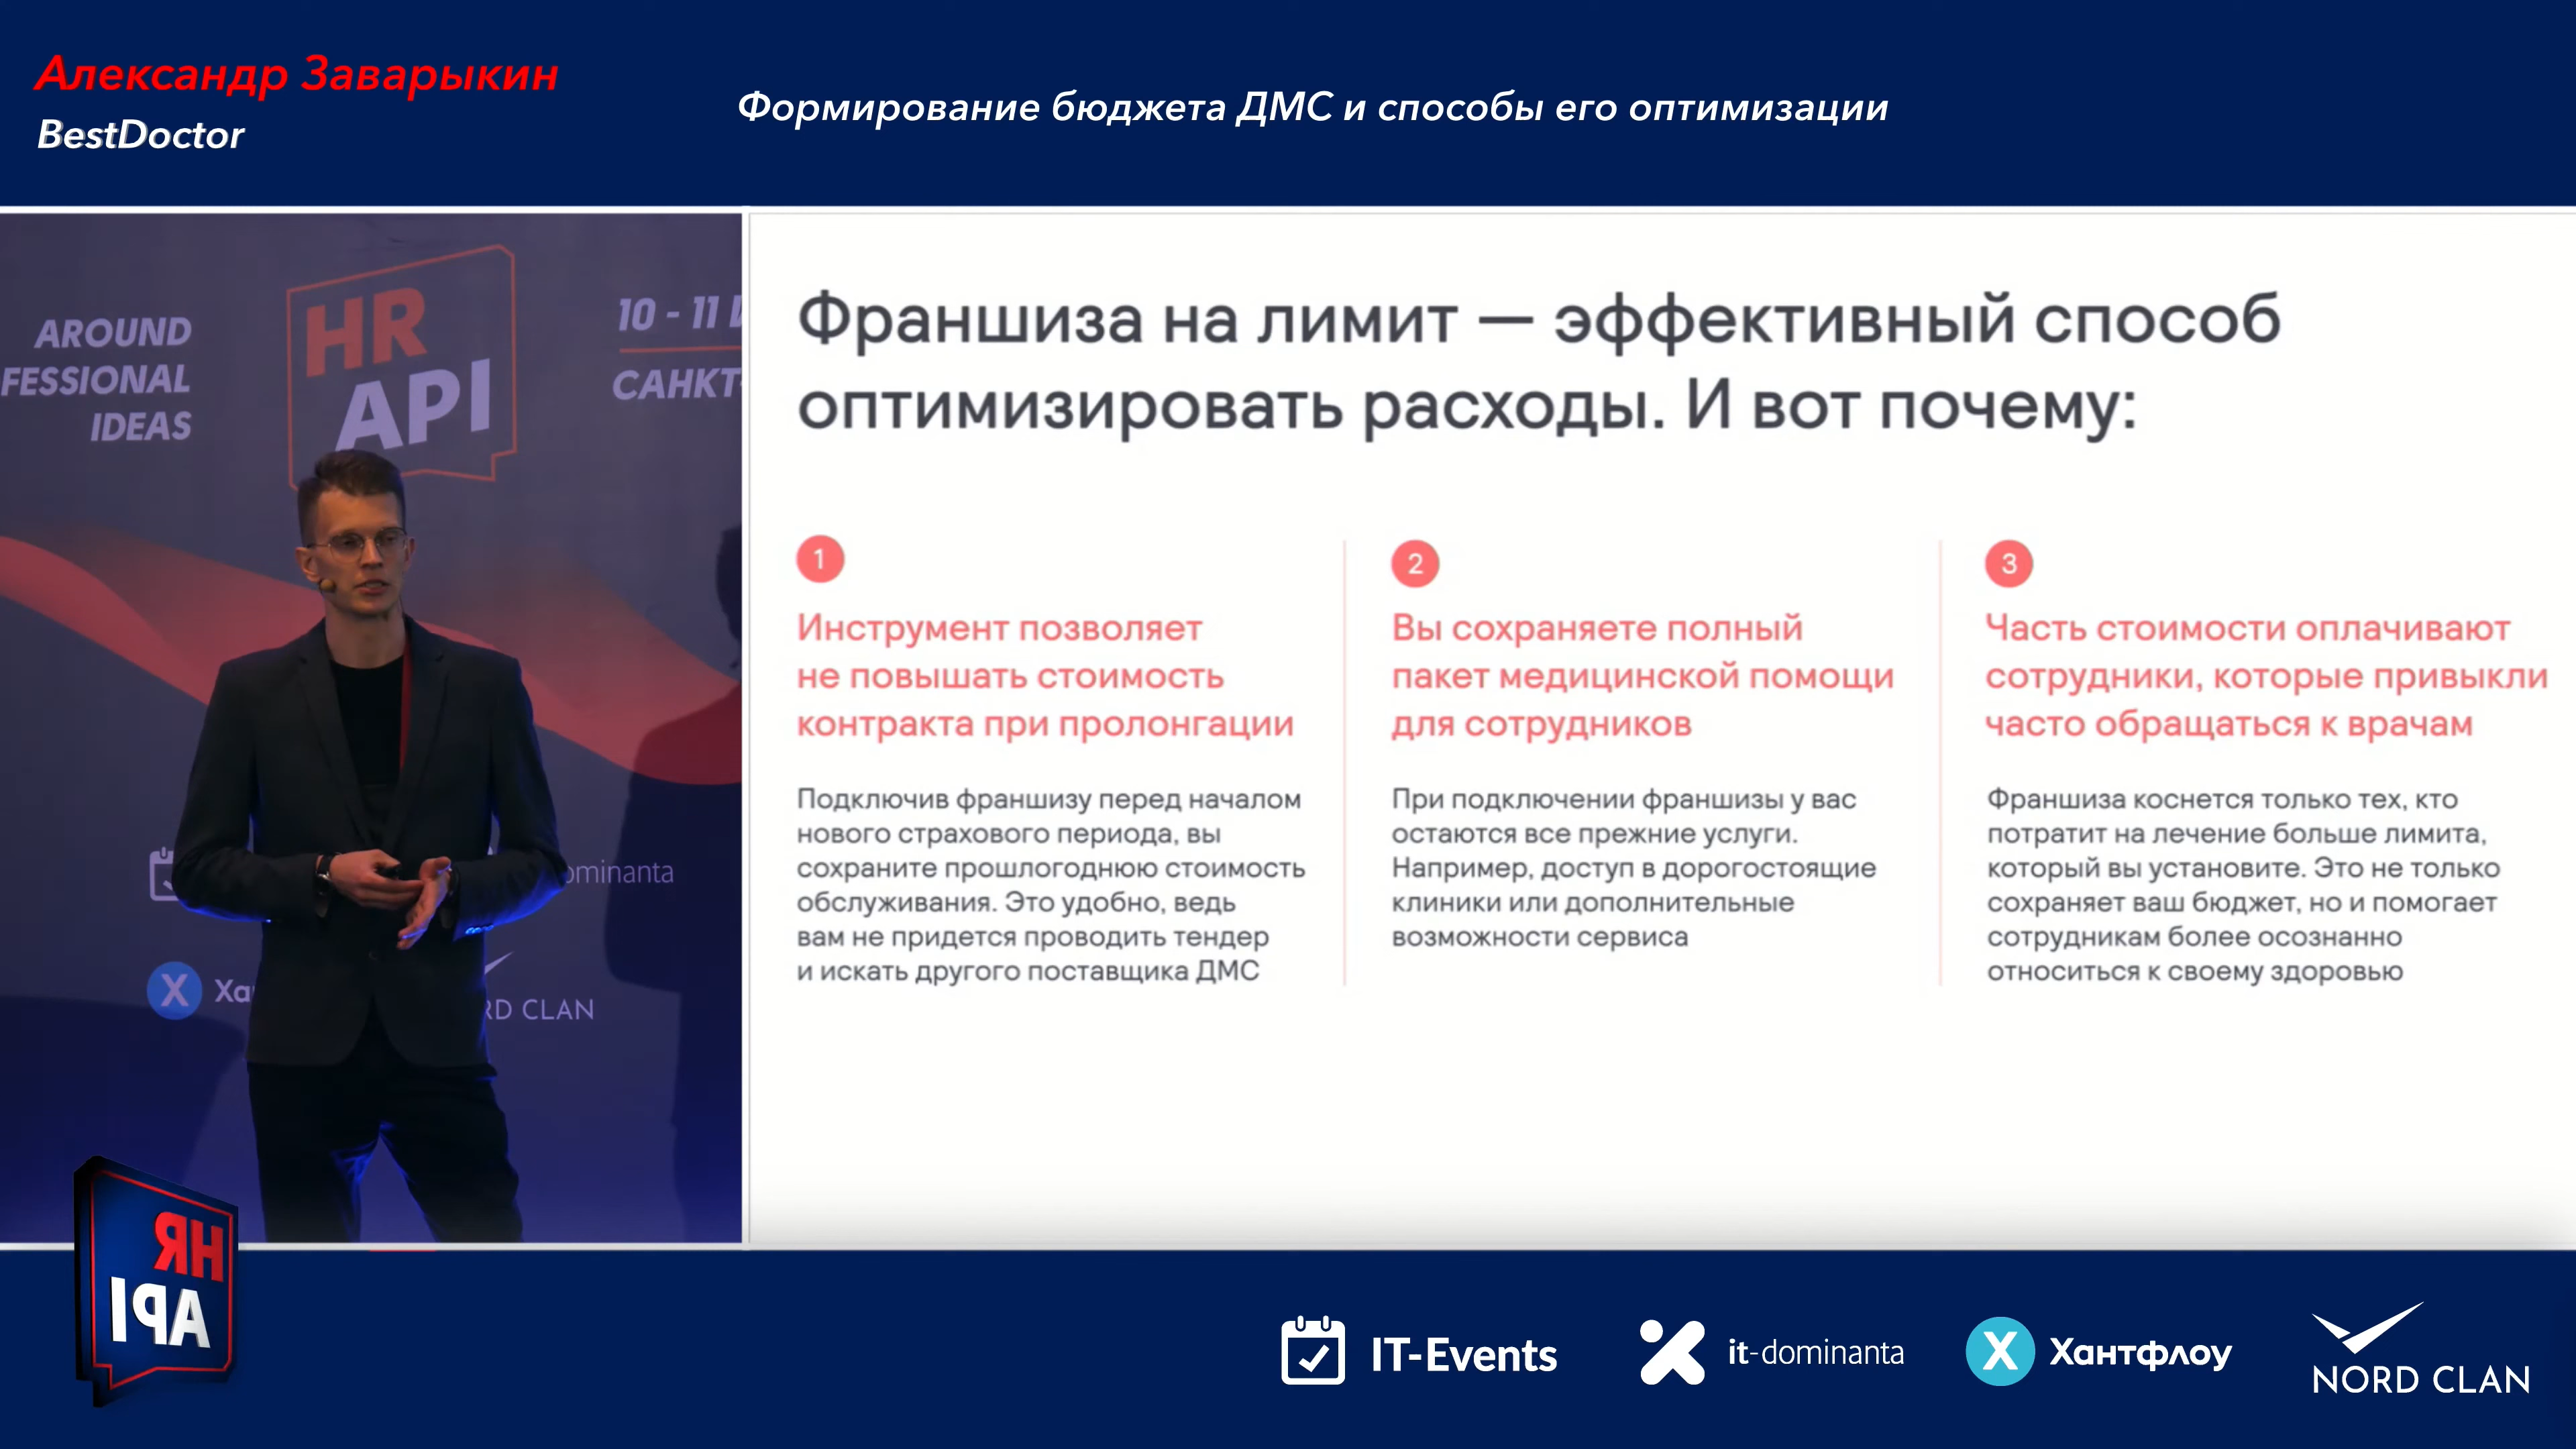 Александр Заварыкин
BestDoctor
Формирование бюджета ДМС и способы его оптимизации
AROUND
FESSIONAL
IDEAS
HR
API
10 - 11
САНКТ-
ominanta
X Ха
RD CLAN
Франшиза на лимит — эффективный способ
оптимизировать расходы. И вот почему:
1
Инструмент позволяет
не повышать стоимость
контракта при пролонгации
Подключив франшизу перед началом
нового страхового периода, вы
сохраните прошлогоднюю стоимость
обслуживания. Это удобно, ведь
вам не придется проводить тендер
и искать другого поставщика ДМС
2
Вы сохраняете полный
пакет медицинской помощи
для сотрудников
При подключении франшизы у вас
остаются все прежние услуги.
Например, доступ в дорогостоящие
клиники или дополнительные
возможности сервиса
3
Часть стоимости оплачивают
сотрудники, которые привыкли
часто обращаться к врачам
Франшиза коснется только тех, кто
потратит на лечение больше лимита,
который вы установите. Это не только
сохраняет ваш бюджет, но и помогает
сотрудникам более осознанно
относиться к своему здоровью
HR
API
IT-Events
it-dominanta
X Хантфлоу
NORD CLAN